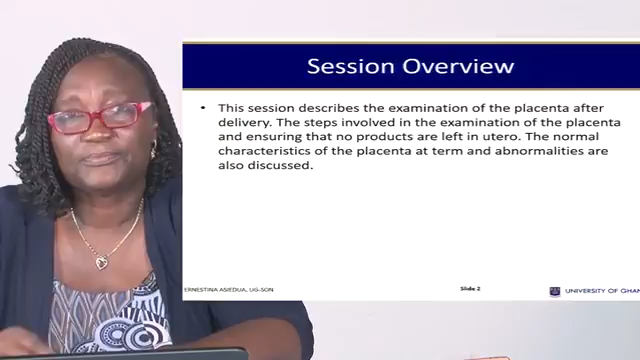 Session Overview
• This session describes the examination of the placenta after
delivery. The steps involved in the examination of the placenta
and ensuring that no products are left in utero. The normal
characteristics of the placenta at term and abnormalities are
also discussed.
ERNESTINA ASIEDUA, UG-SON
Slide 2
UNIVERSITY OF GHAN